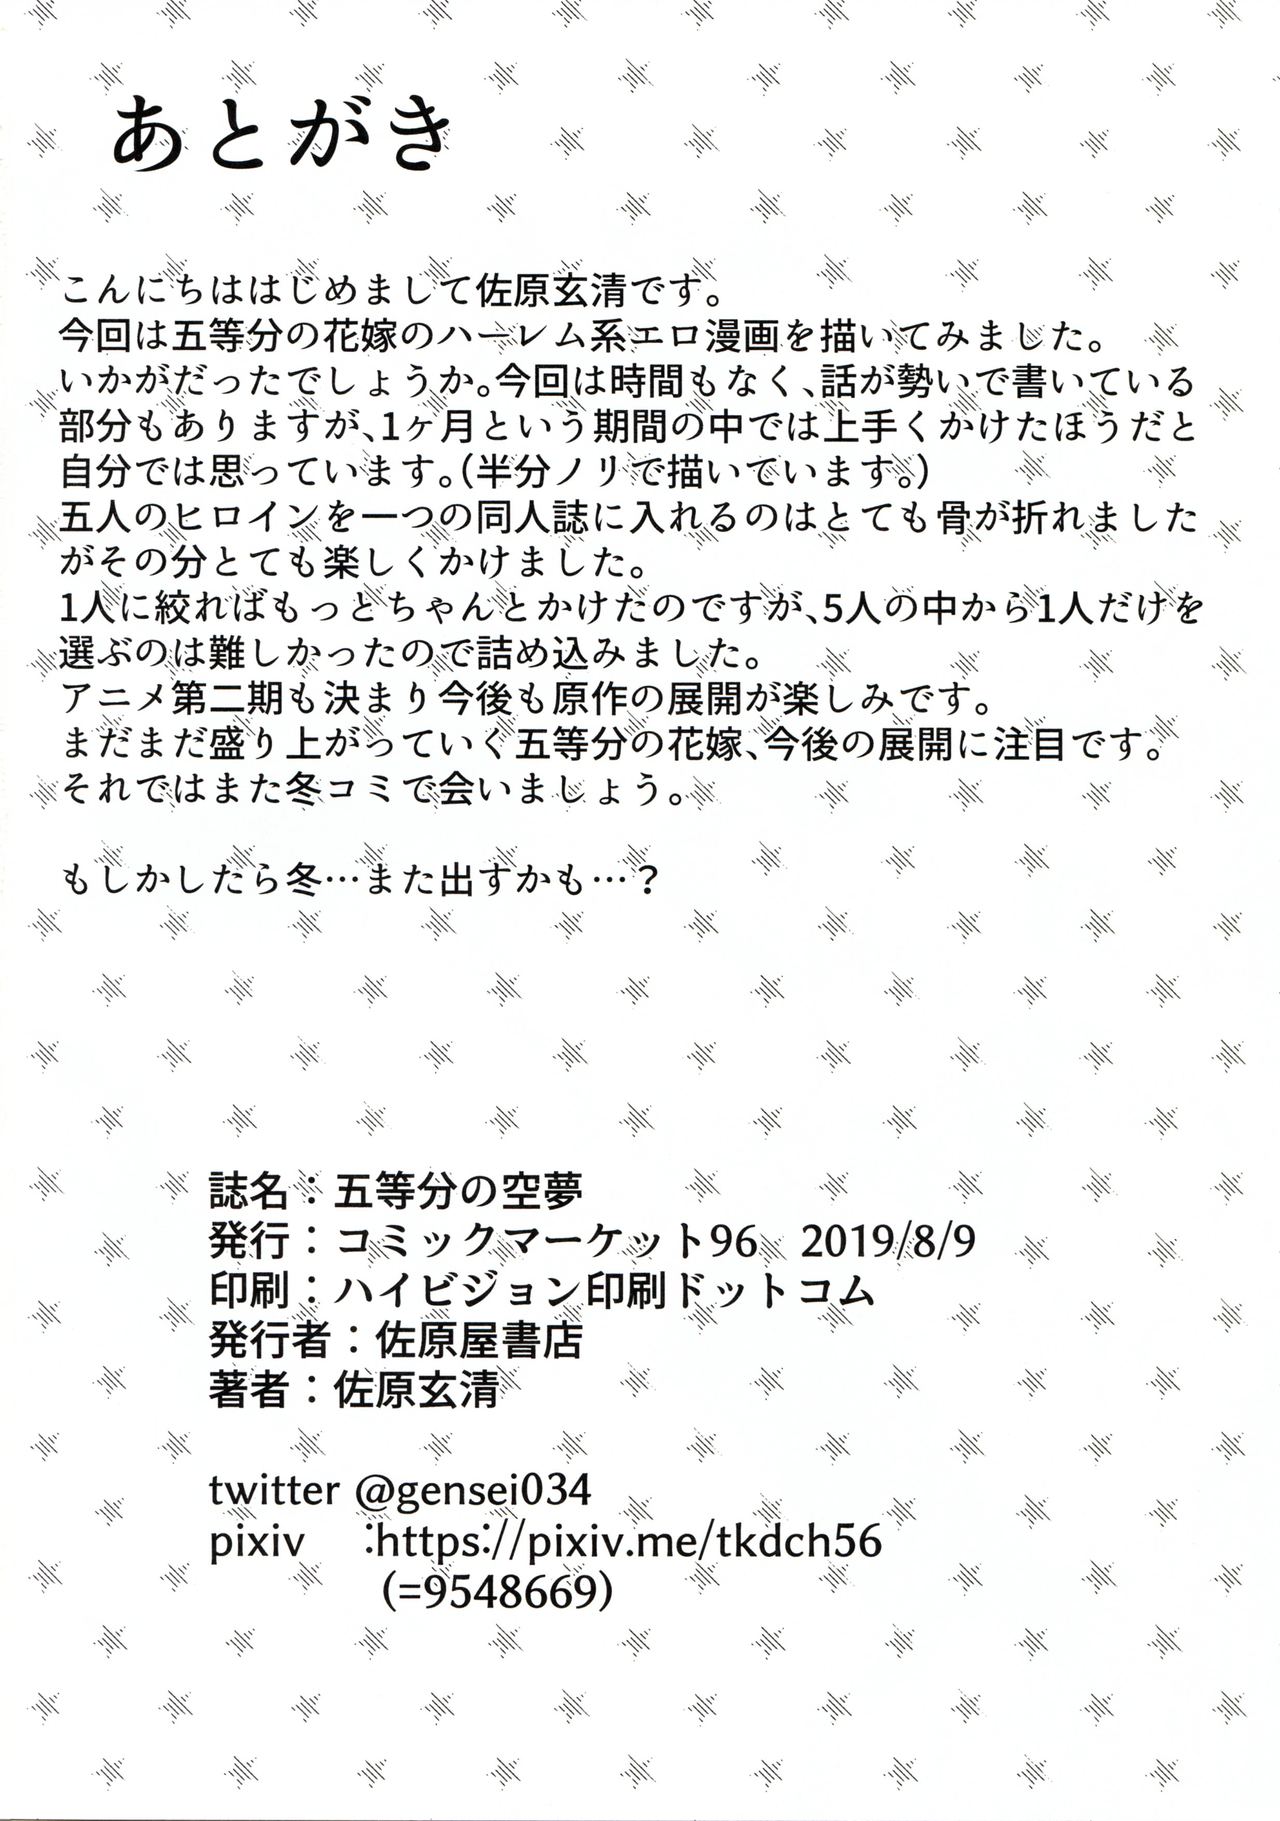 あとがき
こんにちははじめまして佐原玄清です。
今回は五等分の花嫁のハーレム系エロ漫画を描いてみました。
いかがだったでしょうか。今回は時間もなく、話が勢いで書いている
部分もありますが、1ヶ月という期間の中では上手くかけたほうだと
自分では思っています。(半分ノリで描いでいます。)
五人のヒロインを一つの同人誌に入れるのはとても骨が折れました
がその分とても楽しくかけました。
1人に絞ればもっとちゃんとかけたのですが、5人の中から1人だけを
選ぶのは難しかったので詰め込みました。
アニメ第二期も決まり今後も原作の展開が楽しみです。
まだまだ盛り上がっていく五等分の花嫁、今後の展開に注目です。
それではまた冬コミで会いましょう。
もしかしたら冬…また出すかも…？
誌名：五等分の空夢
発行：コミックマーケット96　2019/8/9
印刷：ハイビジョン印刷ドットコム
発行者：佐原屋書店
著者：佐原玄清
twitter @gensei034
pixiv :https://pixiv.me/tkdch56
(=9548669)